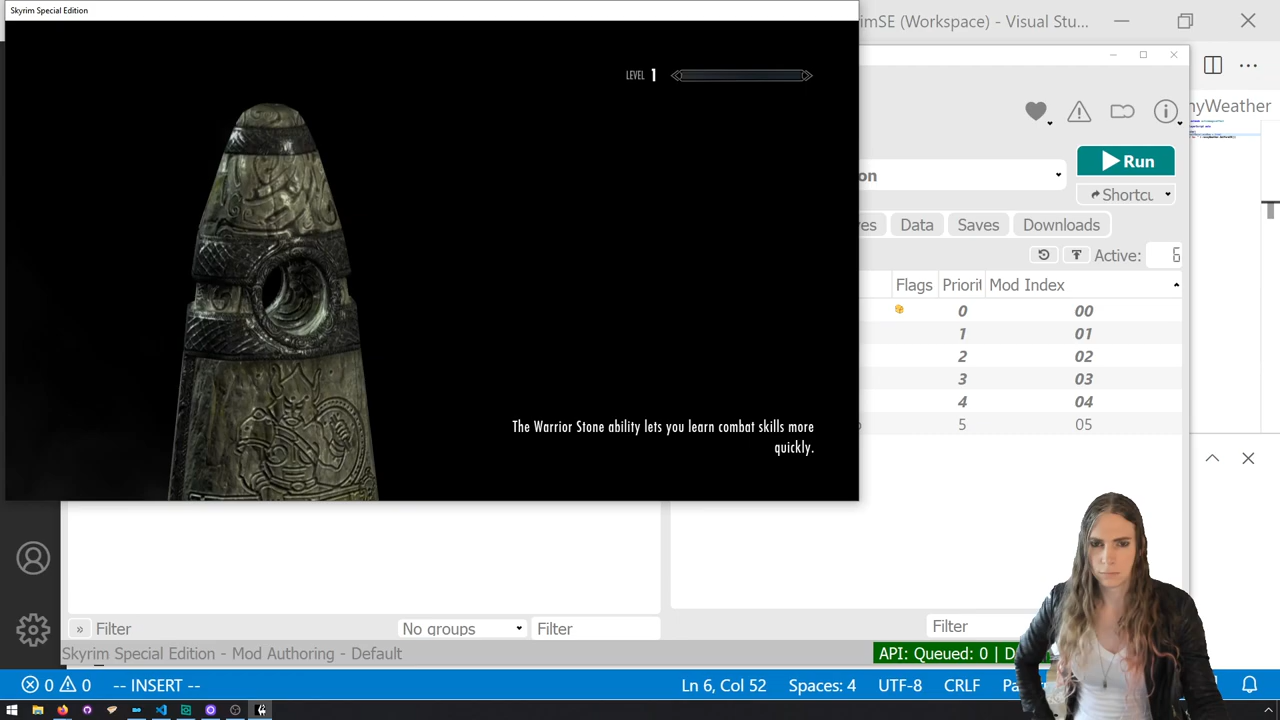 Skyrim Special Edition
imSE (Workspace) - Visual Stu...
LEVEL 1
nyWeather
Run
on
Shortcu
es
Data
Saves
Downloads
Active: 6
Flags
Priorit
Mod Index
0 00
1 01
2 02
3 03
4 04
5 05
The Warrior Stone ability lets you learn combat skills more
quickly.
» Filter
No groups
Filter
Filter
Skyrim Special Edition - Mod Authoring - Default
API: Queued: 0 | D
0 0
-- INSERT --
Ln 6, Col 52
Spaces: 4
UTF-8
CRLF
Pa